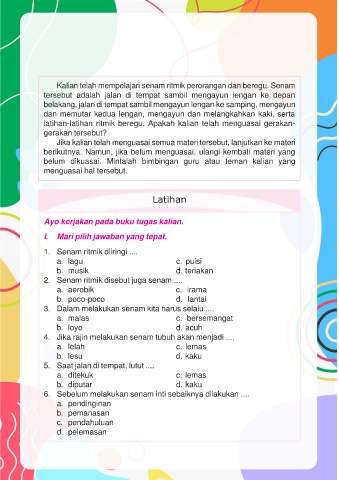 Kalian telah mempelajari senam ritmik perorangan dan beregu. Senam
tersebut adalah jalan di tempat sambil mengayun lengan ke depan
belakang, jalan di tempat sambil mengayun lengan ke samping, mengayun
dan memutar kedua lengan, mengayun dan melangkahkan kaki, serta
latihan-latihan ritmik beregu. Apakah kalian telah menguasai gerakan-
gerakan tersebut?
Jika kalian telah menguasai semua materi tersebut, lanjutkan ke materi
berikutnya. Namun, jika belum menguasai, ulangi kembali materi yang
belum dikuasai. Mintalah bimbingan guru atau teman kalian yang
menguasai hal tersebut.
Latihan
Ayo kerjakan pada buku tugas kalian.
I. Mari pilih jawaban yang tepat.
1. Senam ritmik diiringi ....
a. lagu c. puisi
b. musik d. teriakan
2. Senam ritmik disebut juga senam ....
a. aerobik c. irama
b. poco-poco d. lantai
3. Dalam melakukan senam kita harus selalu ....
a. malas c. bersemangat
b. loyo d. acuh
4. Jika rajin melakukan senam tubuh akan menjadi ....
a. lelah c. lemas
b. lesu d. kaku
5. Saat jalan di tempat, lutut ....
a. ditekuk c. lemas
b. diputar d. kaku
6. Sebelum melakukan senam inti sebaiknya dilakukan ....
a. pendinginan
b. pemanasan
c. pendahuluan
d. pelemasan